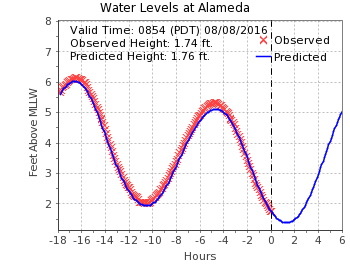 Water Levels at Alameda
Valid Time: 0854 (PDT) 08/08/2016
Observed Height: 1.74 ft.
Predicted Height: 1.76 ft.
Observed
Predicted
Feet Above MLLW
8
7
6
5
4
3
2
-18 -16 -14 -12 -10 -8 -6 -4 -2 0 2 4 6
Hours